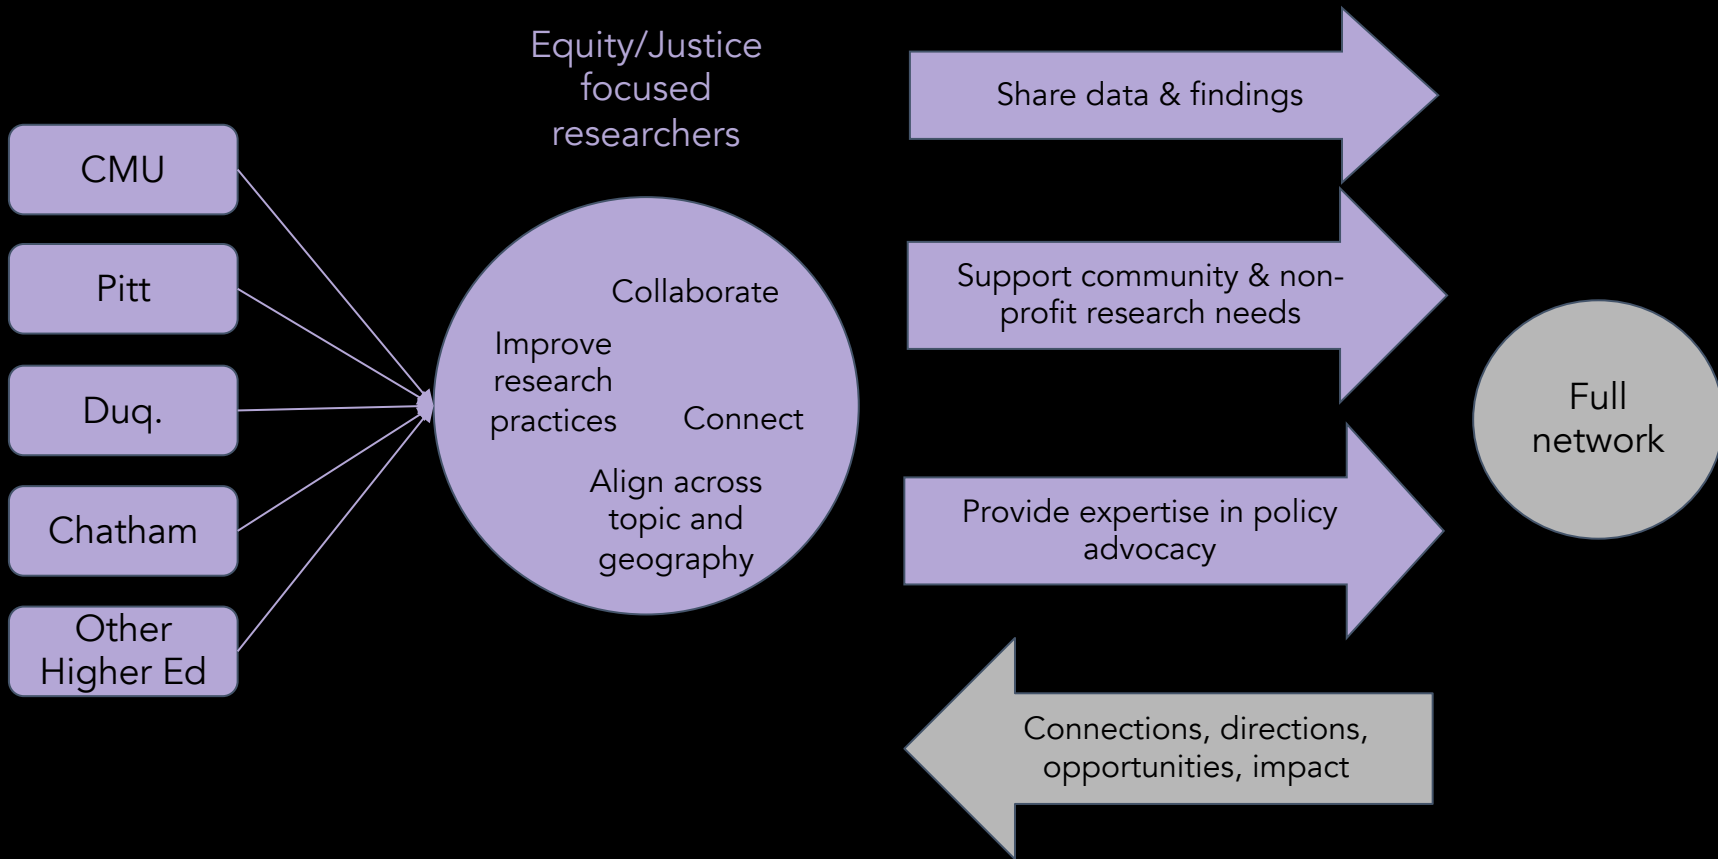 Equity/Justice
focused
researchers
CMU
Pitt
Duq.
Chatham
Other
Higher Ed
Collaborate
Improve
research
practices
Connect
Align across
topic and
geography
Share data & findings
Support community & non-
profit research needs
Provide expertise in policy
advocacy
Connections, directions,
opportunities, impact
Full
network